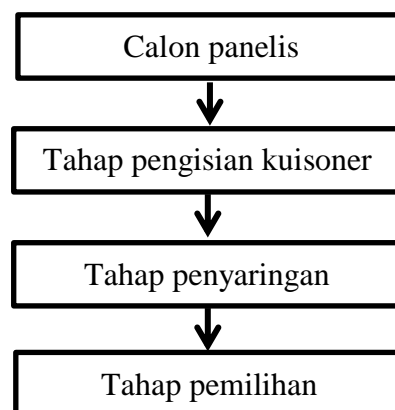 Calon panelis
Tahap pengisian kuisoner
Tahap penyaringan
Tahap pemilihan